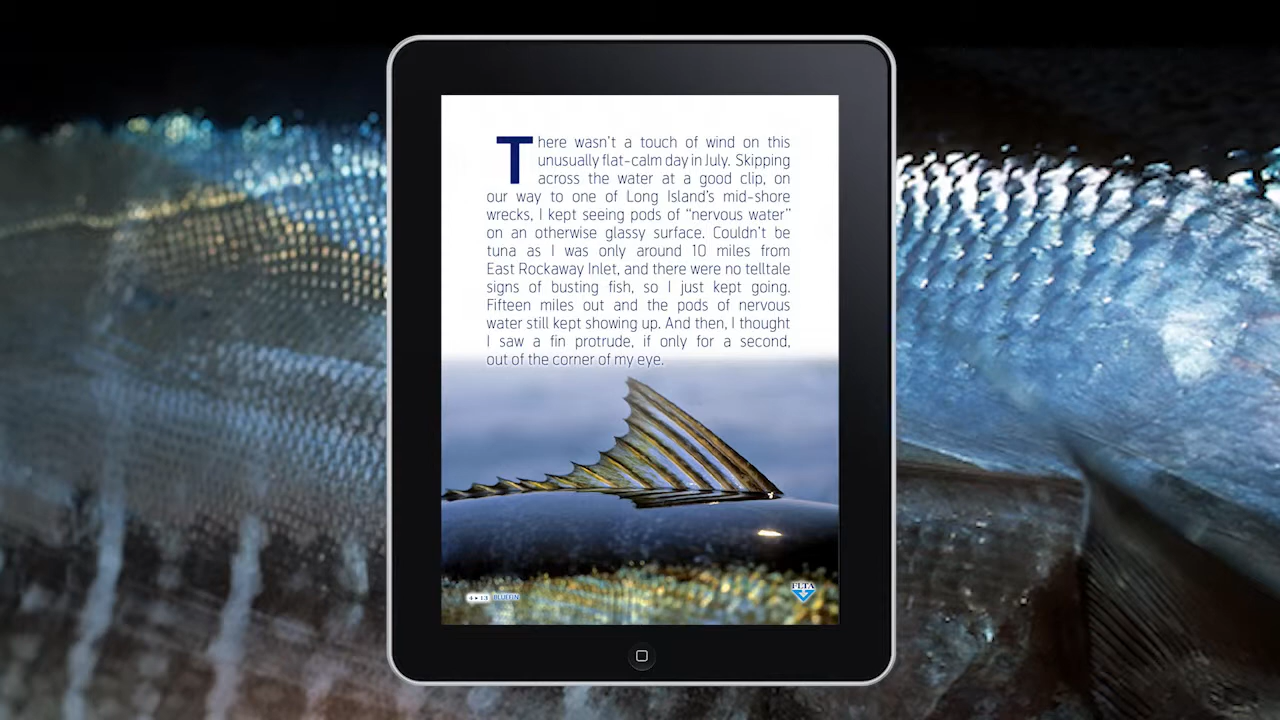 There wasn't a touch of wind on this
unusually flat-calm day in July. Skipping
across the water at a good clip, on
our way to one of Long Island's mid-shore
wrecks, I kept seeing pods of “nervous water”
on an otherwise glassy surface. Couldn't be
tuna as I was only around 10 miles from
East Rockaway Inlet, and there were no telltale
signs of busting fish, so I just kept going.
Fifteen miles out and the pods of nervous
water still kept showing up. And then, I thought
I saw a fin protrude, if only for a second,
out of the corner of my eye.
BLUEFIN